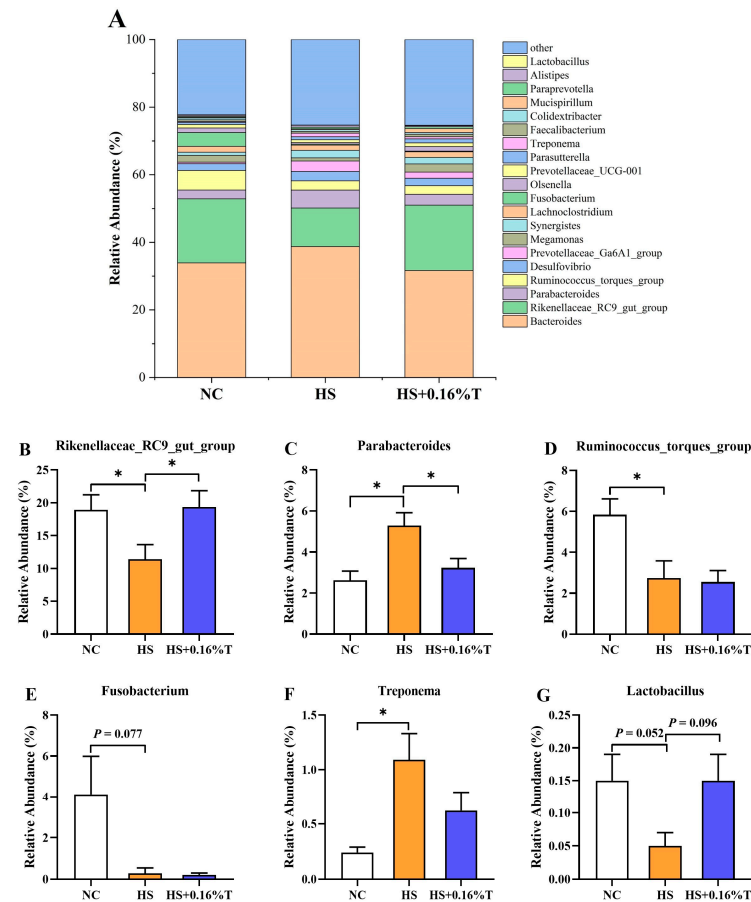 A
Relative Abundance (%)
100
80
60
40
20
0
NC HS HS+0.16%T
other
Lactobacillus
Alistipes
Paraprevotella
Mucispirillum
Colidextribacter
Faecalibacterium
Treponema
Parasutterella
Prevotellaceae_UCG-001
Olsenella
Fusobacterium
Lachnoclostridium
Synergistes
Megamonas
Prevotellaceae_Ga6A1_group
Desulfovibrio
Ruminococcus_torques_group
Parabacteroides
Rikenellaceae_RC9_gut_group
Bacteroides
B Rikenellaceae_RC9_gut_group
Relative Abundance (%)
25
20
15
10
5
0
* *
NC HS HS+0.16%T
C Parabacteroides
Relative Abundance (%)
8
6
4
2
0
* *
NC HS HS+0.16%T
D Ruminococcus_torques_group
Relative Abundance (%)
8
6
4
2
0
*
NC HS HS+0.16%T
E Fusobacterium
Relative Abundance (%)
8
6
4
2
0
P = 0.077
NC HS HS+0.16%T
F Treponema
Relative Abundance (%)
1.5
1.0
0.5
0.0
*
NC HS HS+0.16%T
G Lactobacillus
Relative Abundance (%)
0.25
0.20
0.15
0.10
0.05
0.00
P = 0.052
P = 0.096
NC HS HS+0.16%T